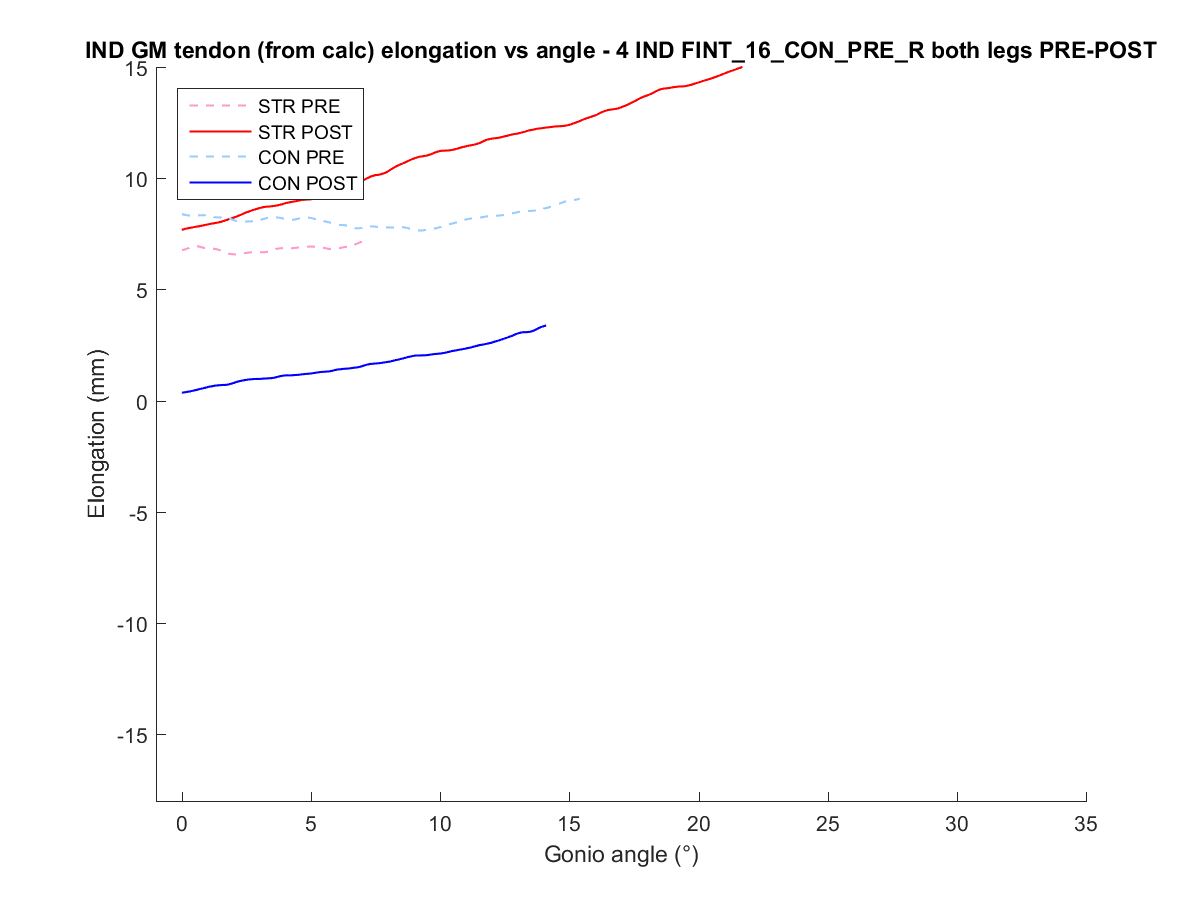 IND GM tendon (from calc) elongation vs angle - 4 IND FINT_16_CON_PRE_R both legs PRE-POST
STR PRE
STR POST
CON PRE
CON POST
15
10
5
0
-5
-10
-15
Elongation (mm)
0 5 10 15 20 25 30 35
Gonio angle (°)